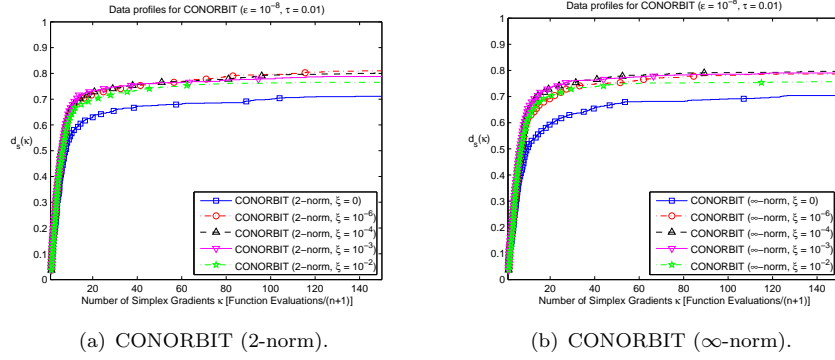 Data profiles for CONORBIT (ε = 10⁻⁸, τ = 0.01)
1
0.9
0.8
0.7
0.6
0.5
0.4
0.3
0.2
0.1
0
dₛ(κ)
CONORBIT (2−norm, ξ = 0)
CONORBIT (2−norm, ξ = 10⁻⁶)
CONORBIT (2−norm, ξ = 10⁻⁴)
CONORBIT (2−norm, ξ = 10⁻³)
CONORBIT (2−norm, ξ = 10⁻²)
20 40 60 80 100 120 140
Number of Simplex Gradients κ [Function Evaluations/(n+1)]
(a) CONORBIT (2-norm).
Data profiles for CONORBIT (ε = 10⁻⁸, τ = 0.01)
1
0.9
0.8
0.7
0.6
0.5
0.4
0.3
0.2
0.1
0
dₛ(κ)
CONORBIT (∞−norm, ξ = 0)
CONORBIT (∞−norm, ξ = 10⁻⁶)
CONORBIT (∞−norm, ξ = 10⁻⁴)
CONORBIT (∞−norm, ξ = 10⁻³)
CONORBIT (∞−norm, ξ = 10⁻²)
20 40 60 80 100 120 140
Number of Simplex Gradients κ [Function Evaluations/(n+1)]
(b) CONORBIT (∞-norm).